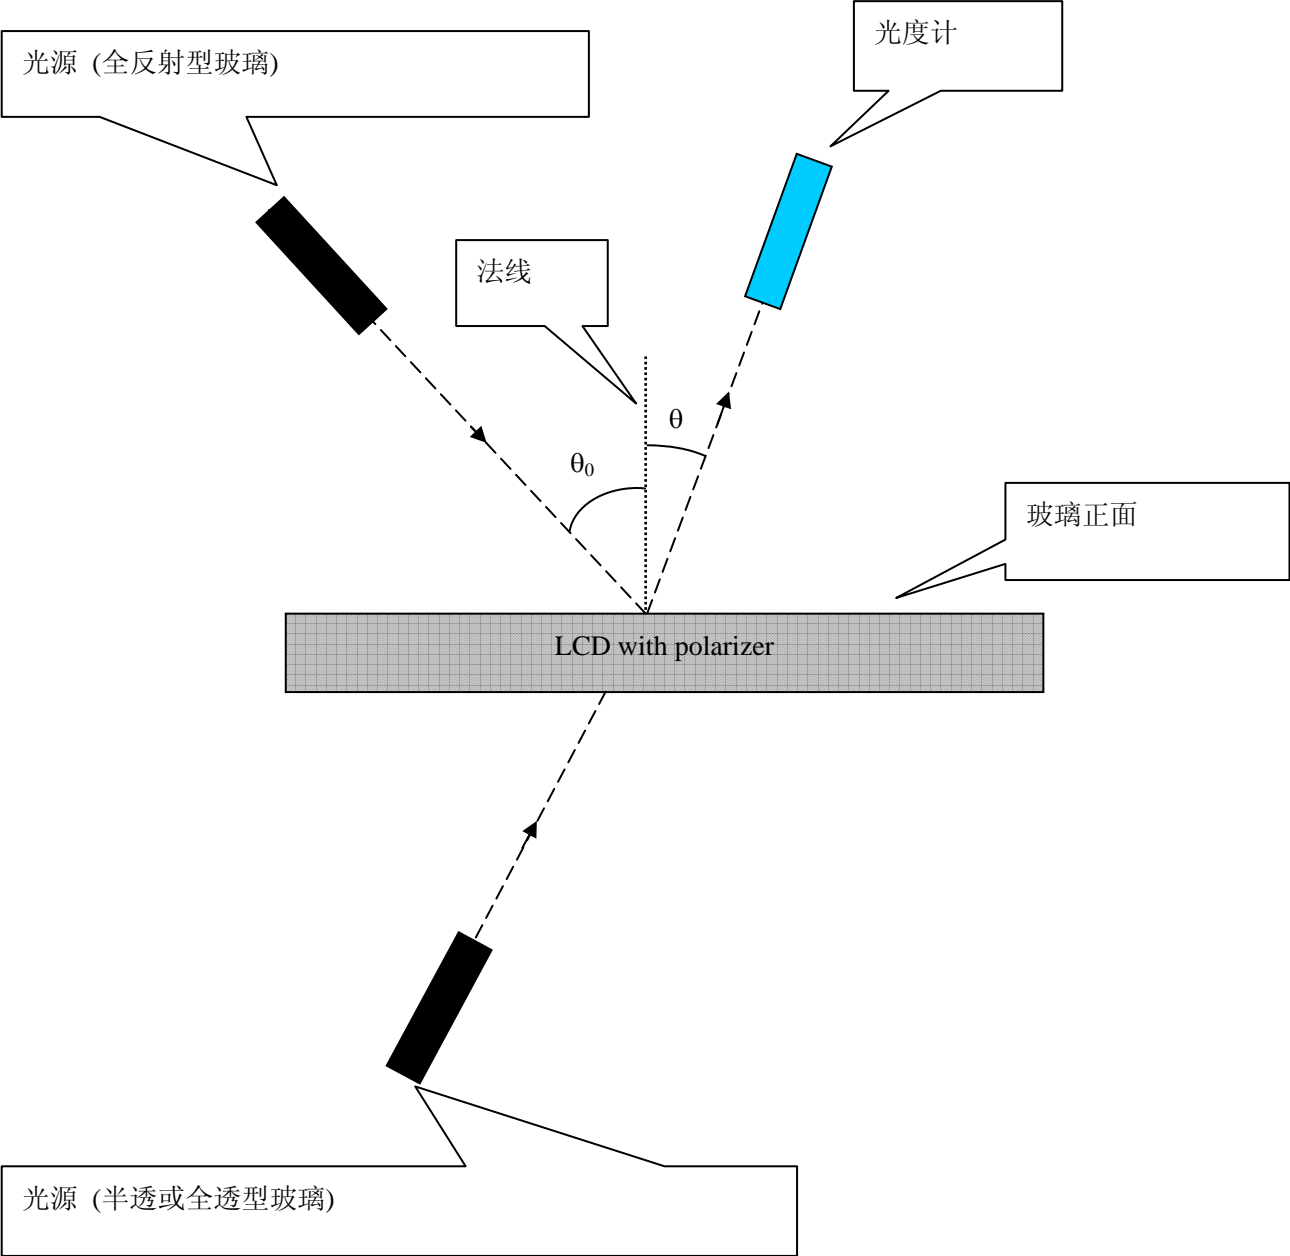 光度计
光源 (全反射型玻璃)
法线
θ
θ₀
玻璃正面
LCD with polarizer
光源 (半透或全透型玻璃)